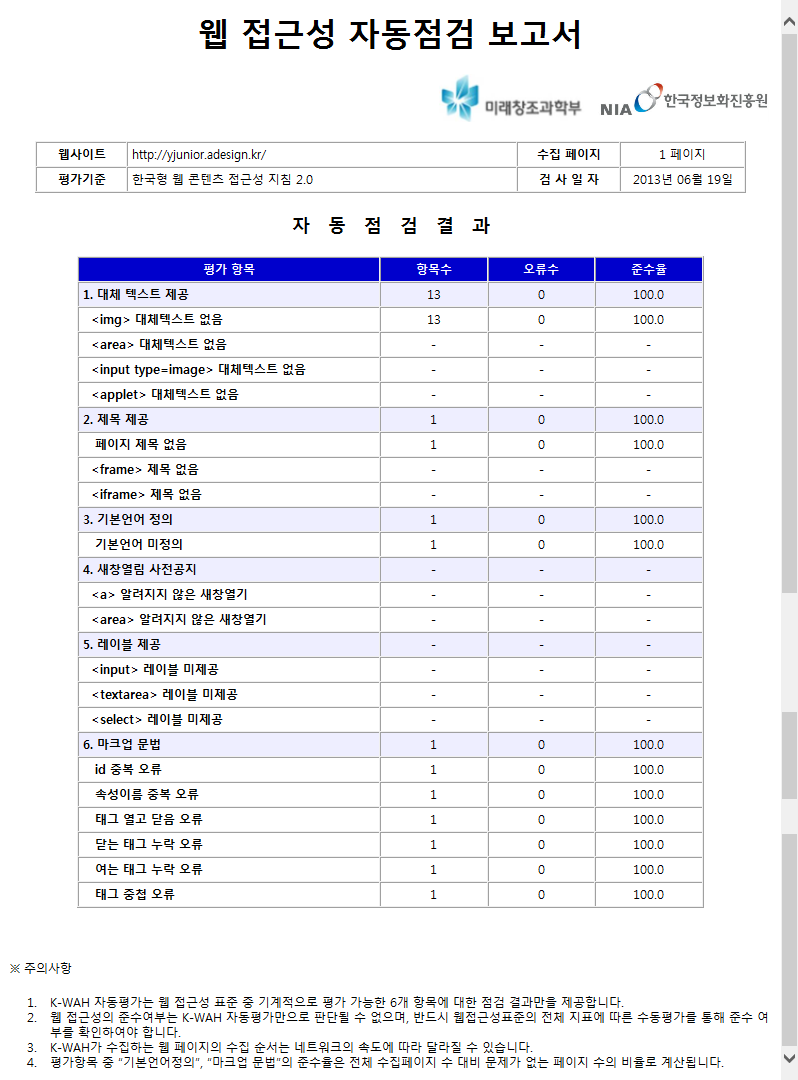 웹 접근성 자동점검 보고서
미래창조과학부 NIA 한국정보화진흥원
웹사이트 http://yjunior.adesign.kr/ 수집 페이지 1 페이지
평가기준 한국형 웹 콘텐츠 접근성 지침 2.0 검 사 일 자 2013년 06월 19일
자 동 점 검 결 과
평가 항목 항목수 오류수 준수율
1. 대체 텍스트 제공 13 0 100.0
<img> 대체텍스트 없음 13 0 100.0
<area> 대체텍스트 없음 - - -
<input type=image> 대체텍스트 없음 - - -
<applet> 대체텍스트 없음 - - -
2. 제목 제공 1 0 100.0
페이지 제목 없음 1 0 100.0
<frame> 제목 없음 - - -
<iframe> 제목 없음 - - -
3. 기본언어 정의 1 0 100.0
기본언어 미정의 1 0 100.0
4. 새창열림 사전공지 - - -
<a> 알려지지 않은 새창열기 - - -
<area> 알려지지 않은 새창열기 - - -
5. 레이블 제공 - - -
<input> 레이블 미제공 - - -
<textarea> 레이블 미제공 - - -
<select> 레이블 미제공 - - -
6. 마크업 문법 1 0 100.0
id 중복 오류 1 0 100.0
속성이름 중복 오류 1 0 100.0
태그 열고 닫음 오류 1 0 100.0
닫는 태그 누락 오류 1 0 100.0
여는 태그 누락 오류 1 0 100.0
태그 중첩 오류 1 0 100.0
※ 주의사항
1. K-WAH 자동평가는 웹 접근성 표준 중 기계적으로 평가 가능한 6개 항목에 대한 점검 결과만을 제공합니다.
2. 웹 접근성의 준수여부는 K-WAH 자동평가만으로 판단될 수 없으며, 반드시 웹접근성표준의 전체 지표에 따른 수동평가를 통해 준수 여
부를 확인하여야 합니다.
3. K-WAH가 수집하는 웹 페이지의 수집 순서는 네트워크의 속도에 따라 달라질 수 있습니다.
4. 평가항목 중 "기본언어정의", "마크업 문법"의 준수율은 전체 수집페이지 수 대비 문제가 없는 페이지 수의 비율로 계산됩니다.